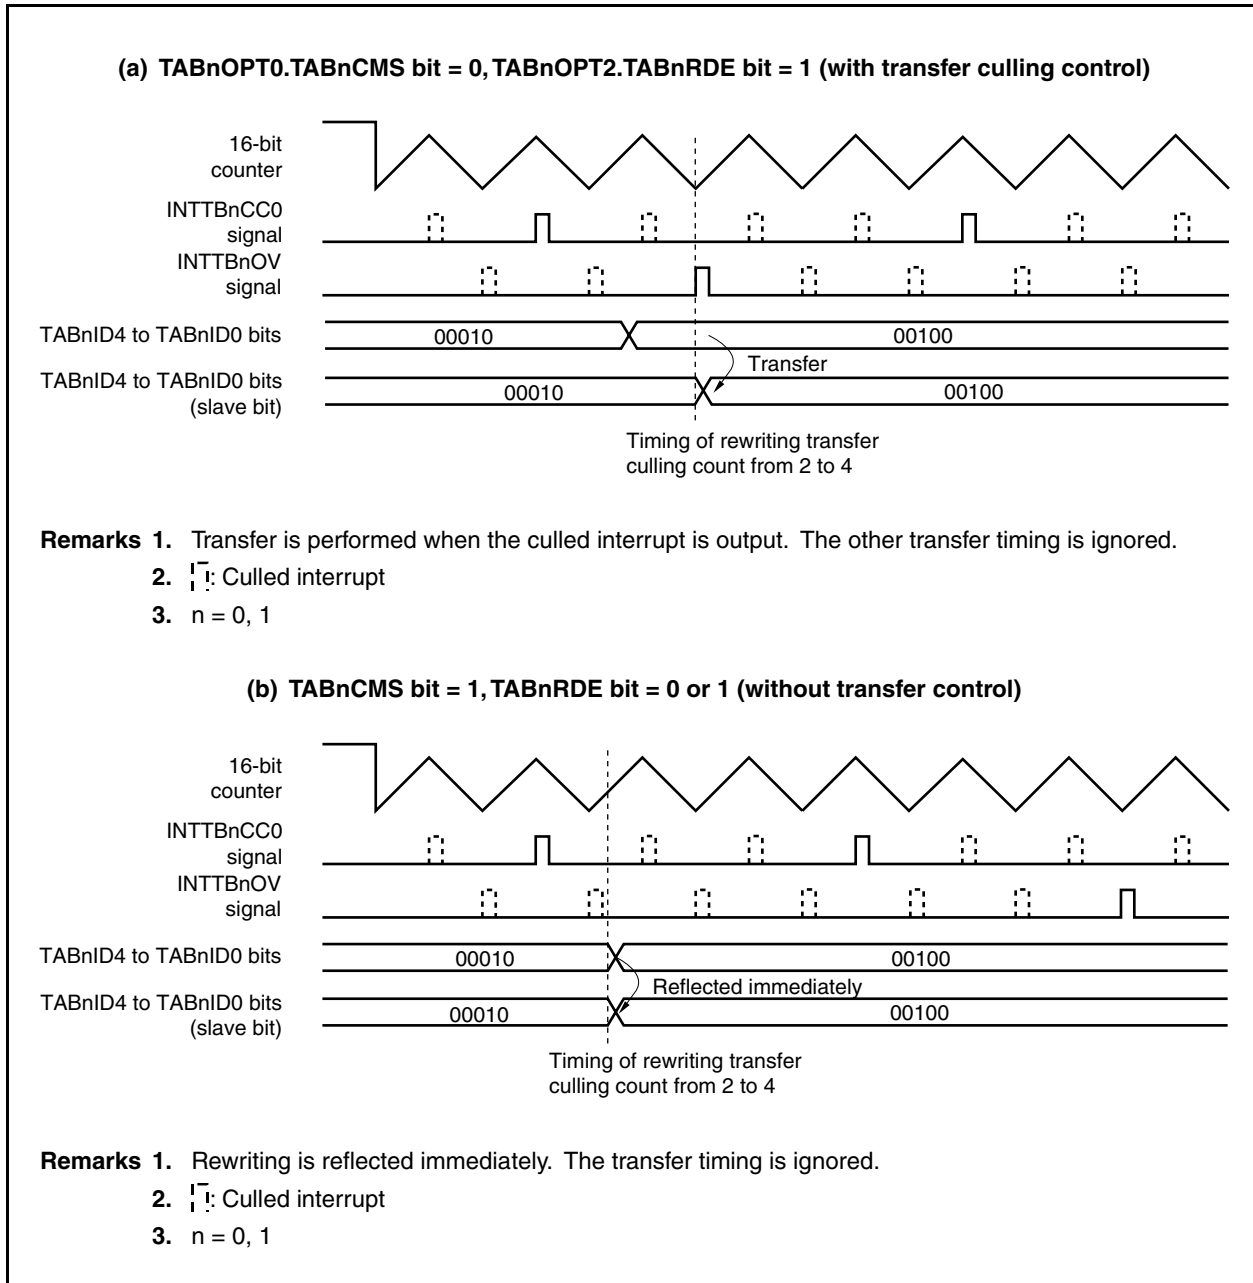 (a) TABnOPT0.TABnCMS bit = 0, TABnOPT2.TABnRDE bit = 1 (with transfer culling control)
16-bit
counter
INTTBnCC0
signal
INTTBnOV
signal
TABnID4 to TABnID0 bits
00010
00100
Transfer
TABnID4 to TABnID0 bits
(slave bit)
00010
00100
Timing of rewriting transfer
culling count from 2 to 4
Remarks 1. Transfer is performed when the culled interrupt is output. The other transfer timing is ignored.
2. : Culled interrupt
3. n = 0, 1
(b) TABnCMS bit = 1, TABnRDE bit = 0 or 1 (without transfer control)
16-bit
counter
INTTBnCC0
signal
INTTBnOV
signal
TABnID4 to TABnID0 bits
00010
00100
Reflected immediately
TABnID4 to TABnID0 bits
(slave bit)
00010
00100
Timing of rewriting transfer
culling count from 2 to 4
Remarks 1. Rewriting is reflected immediately. The transfer timing is ignored.
2. : Culled interrupt
3. n = 0, 1